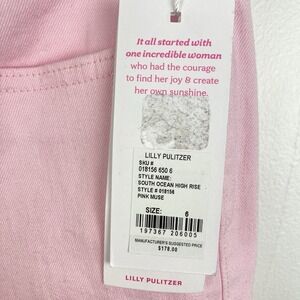 It all started with
one incredible woman
who had the courage
to find her joy & create
her own sunshine.
LILLY PULITZER
SKU #
018156 650 6
STYLE NAME:
SOUTH OCEAN HIGH RISE
STYLE # 018156
PINK MUSE
SIZE: 6
197367 206005
MANUFACTURER'S SUGGESTED PRICE
$178.00
LILLY PULITZER